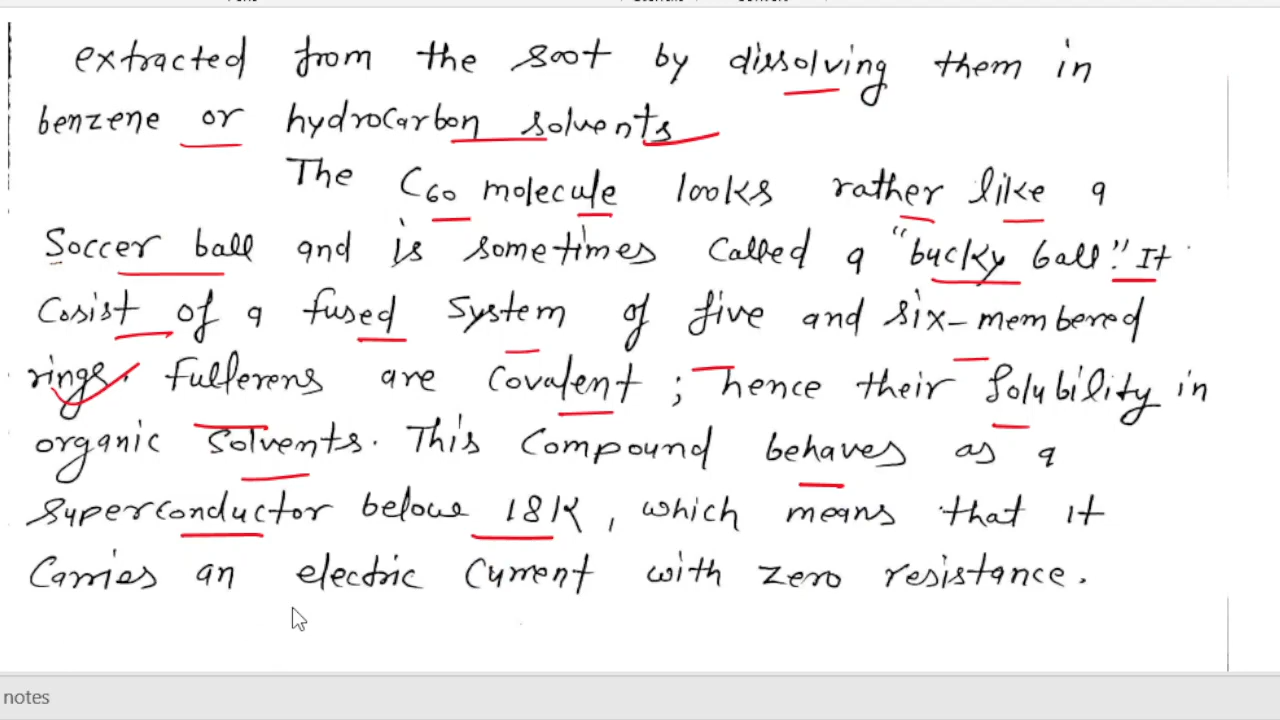 extracted from the soot by dissolving them in
benzene or hydrocarbon solvents
The C60 molecule looks rather like a
Soccer ball and is sometimes called a "bucky ball". It
Cosist of a fused system of five and six-membered
rings. Fullerens are Covalent ; hence their solubility in
organic solvents. This compound behaves as a
superconductor below 18K, which means that it
carries an electric current with zero resistance.
notes